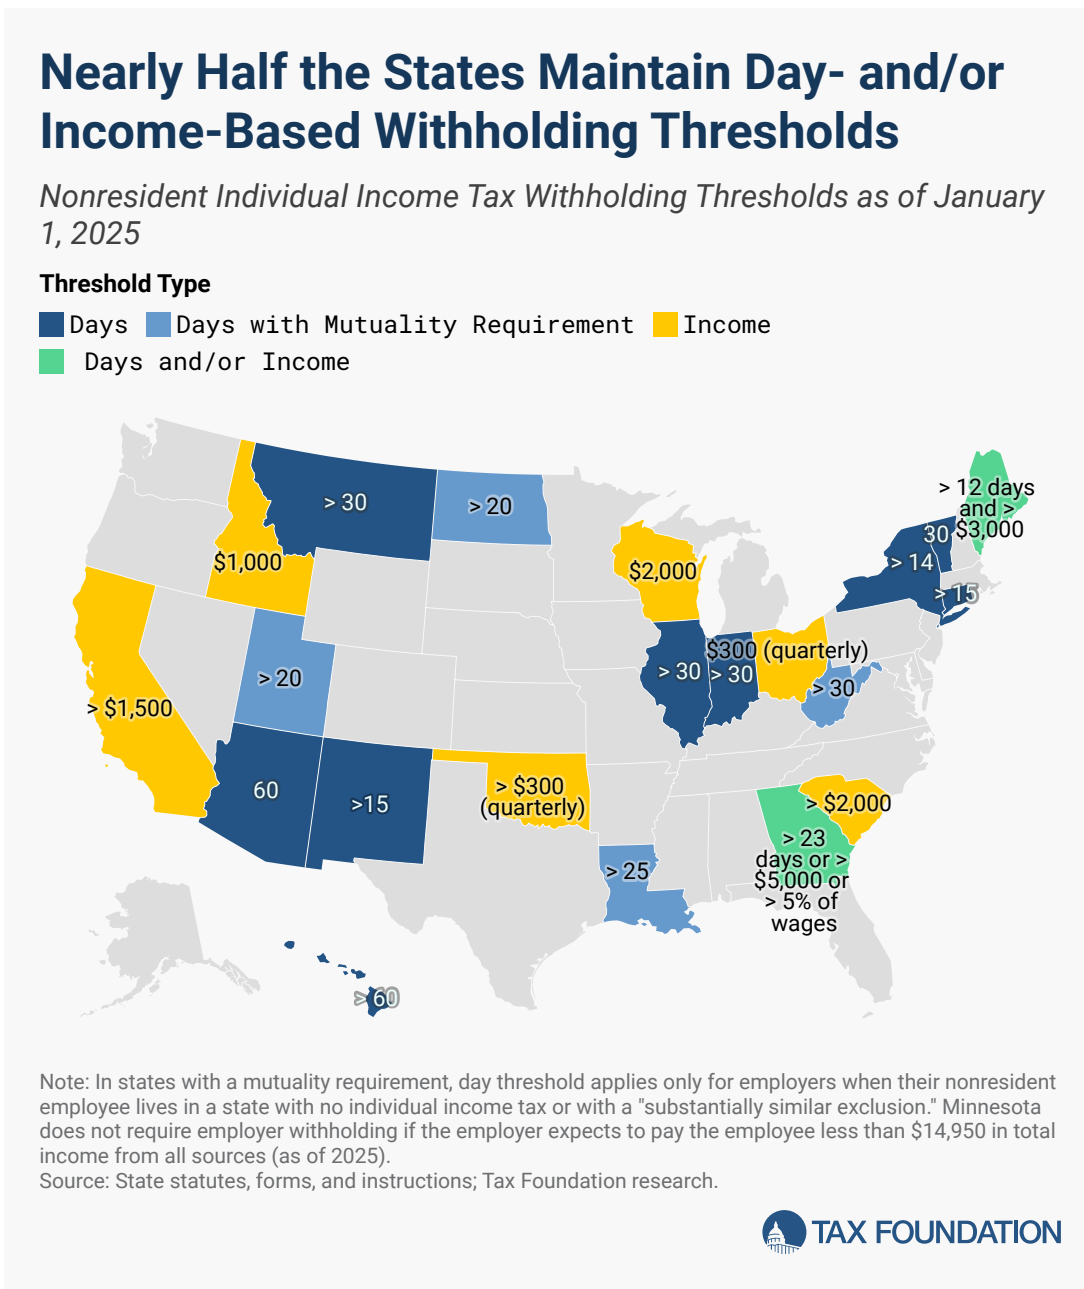 Nearly Half the States Maintain Day- and/or
Income-Based Withholding Thresholds
Nonresident Individual Income Tax Withholding Thresholds as of January
1, 2025
Threshold Type
Days
Days with Mutuality Requirement
Income
Days and/or Income
> 30
> 20
> 12 days
and >
$3,000
30
$1,000
$2,000
> 14
> 15
$300 (quarterly)
> 30
> 30
> 20
> 30
> $1,500
60
>15
> $300
(quarterly)
> $2,000
> 23
days or >
$5,000 or
> 5% of
wages
> 25
> 60
Note: In states with a mutuality requirement, day threshold applies only for employers when their nonresident
employee lives in a state with no individual income tax or with a "substantially similar exclusion." Minnesota
does not require employer withholding if the employer expects to pay the employee less than $14,950 in total
income from all sources (as of 2025).
Source: State statutes, forms, and instructions; Tax Foundation research.
TAX FOUNDATION